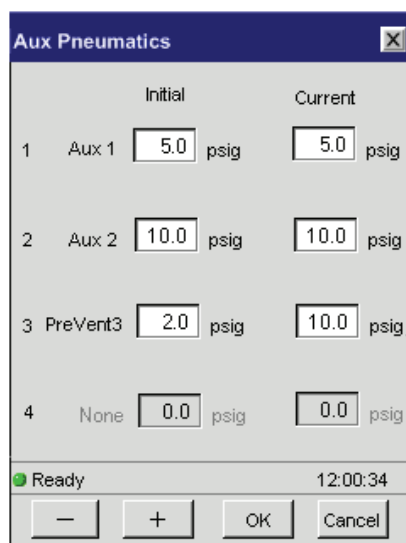 Aux Pneumatics X
Initial Current
1 Aux 1 5.0 psig 5.0 psig
2 Aux 2 10.0 psig 10.0 psig
3 PreVent3 2.0 psig 10.0 psig
4 None 0.0 psig 0.0 psig
Ready 12:00:34
− + OK Cancel